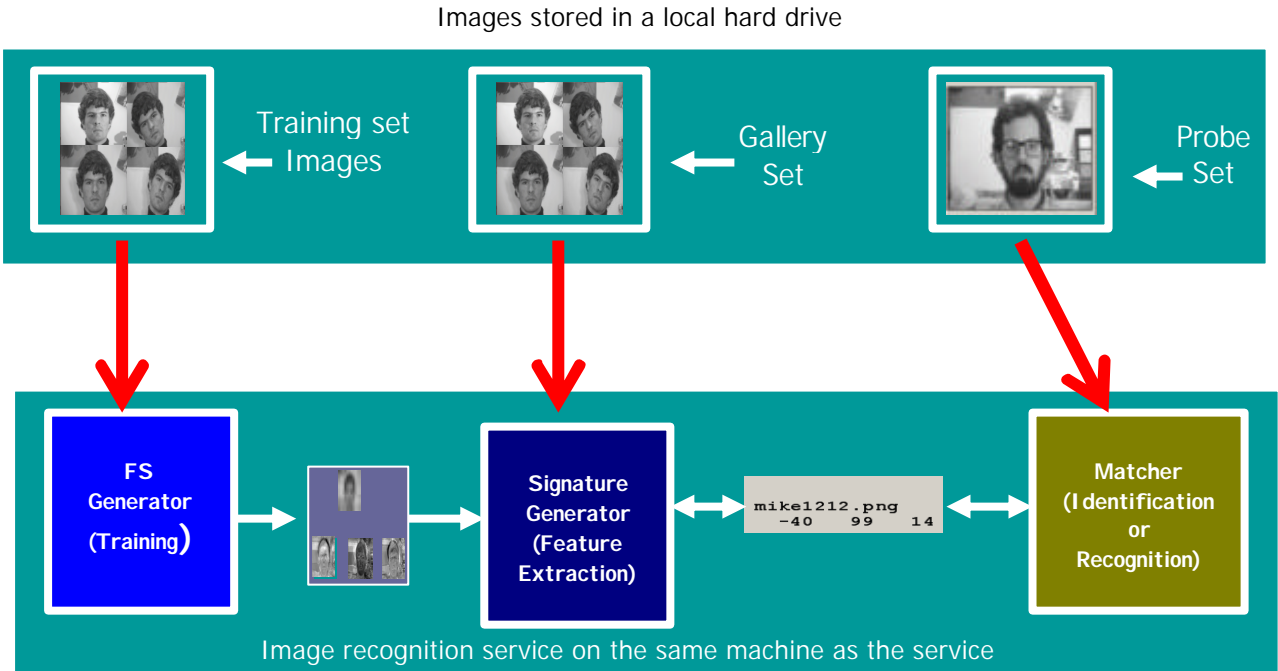 Images stored in a local hard drive
Training set
Images
Gallery
Set
Probe
Set
FS
Generator
(Training)
Signature
Generator
(Feature
Extraction)
mike1212.png
-40 99 14
Matcher
(Identification
or
Recognition)
Image recognition service on the same machine as the service